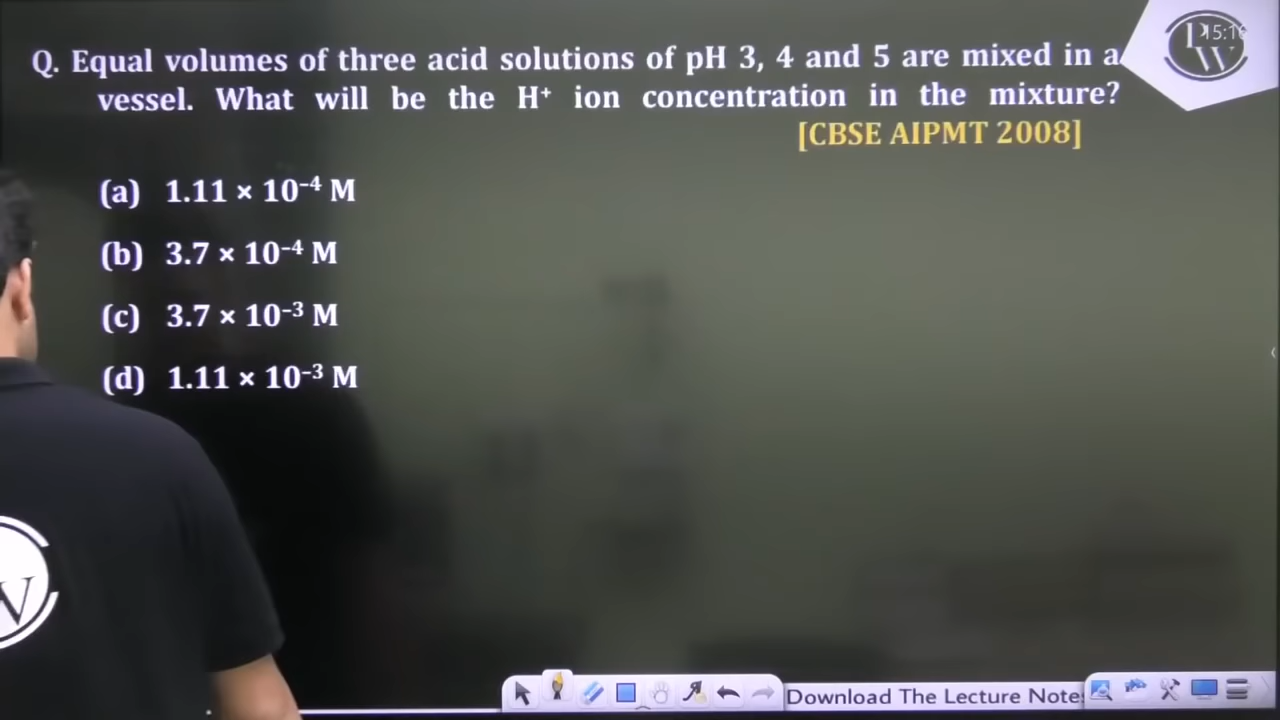 Q. Equal volumes of three acid solutions of pH 3, 4 and 5 are mixed in a
vessel. What will be the H⁺ ion concentration in the mixture?
[CBSE AIPMT 2008]
(a) 1.11 × 10⁻⁴ M
(b) 3.7 × 10⁻⁴ M
(c) 3.7 × 10⁻³ M
(d) 1.11 × 10⁻³ M
PW
W
Download The Lecture Note